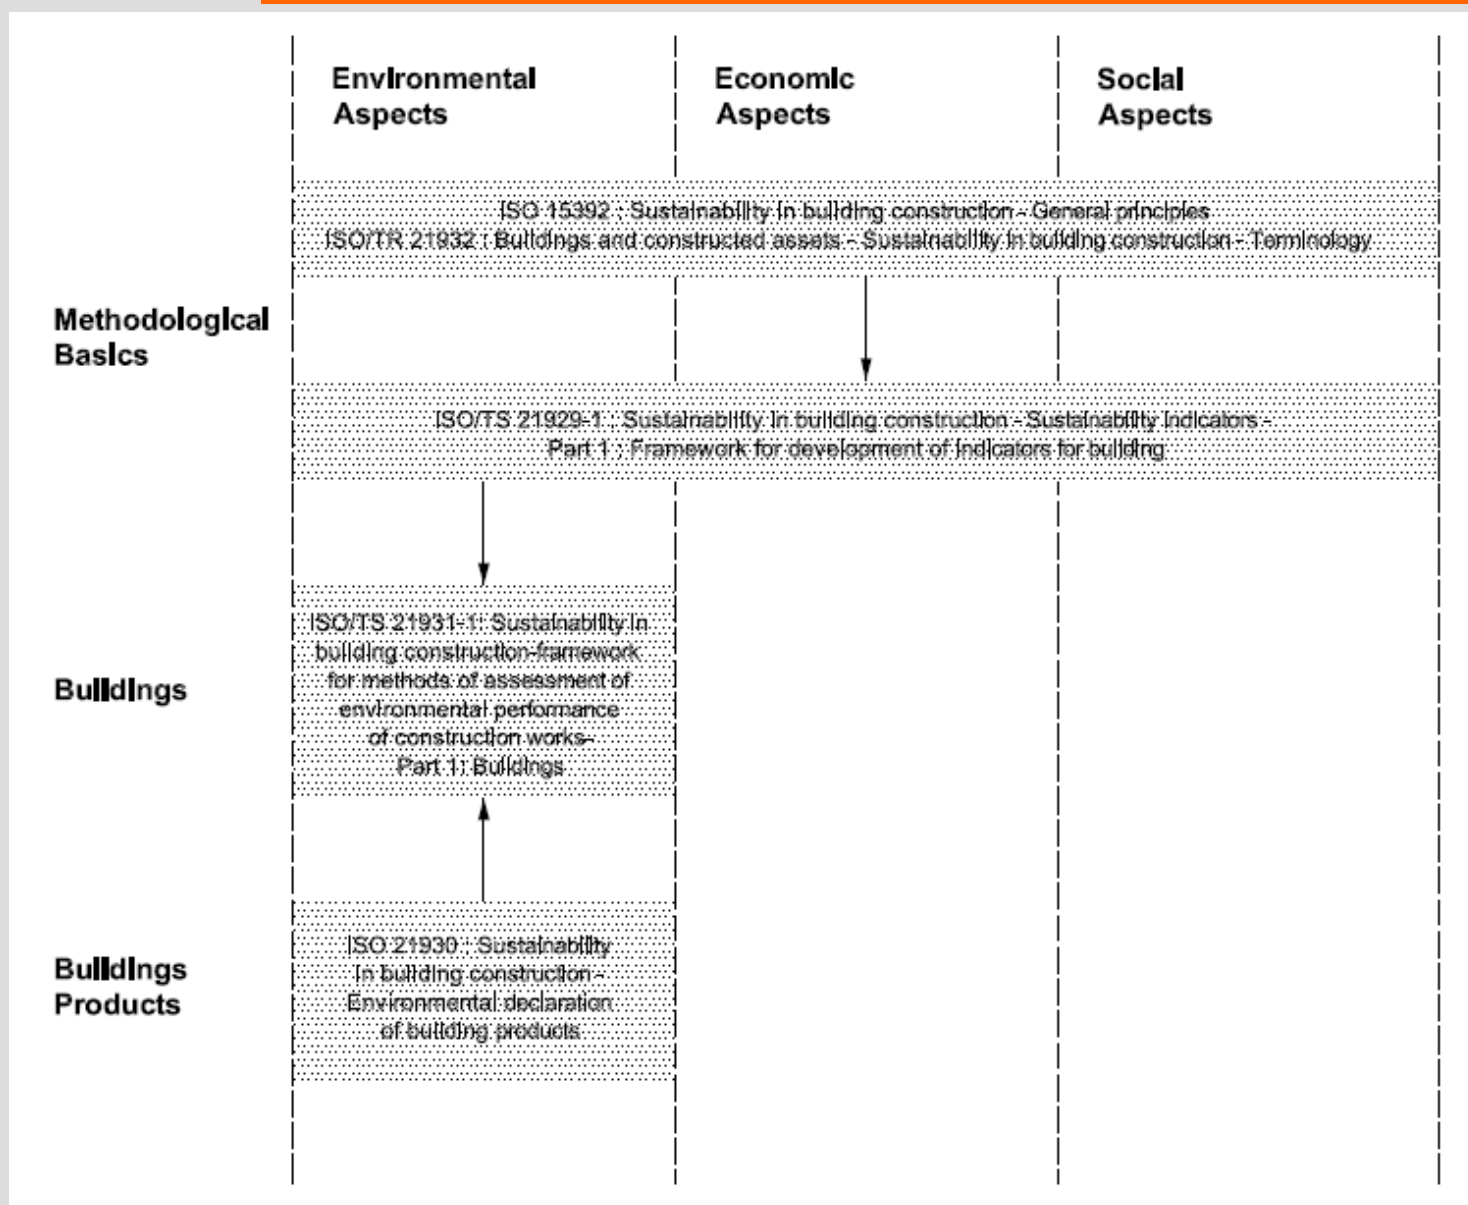 Environmental
Aspects
Economic
Aspects
Social
Aspects
ISO 15392 : Sustainability in building construction - General principles
ISO/TR 21932 : Buildings and constructed assets - Sustainability in building construction - Terminology
Methodological
Basics
ISO/TS 21929-1 : Sustainability in building construction - Sustainability indicators -
Part 1 : Framework for development of indicators for building
Buildings
ISO/TS 21931-1: Sustainability in
building construction-framework
for methods of assessment of
environmental performance
of construction works-
Part 1: Buildings
Buildings
Products
ISO 21930 : Sustainability
in building construction -
Environmental declaration
of building products